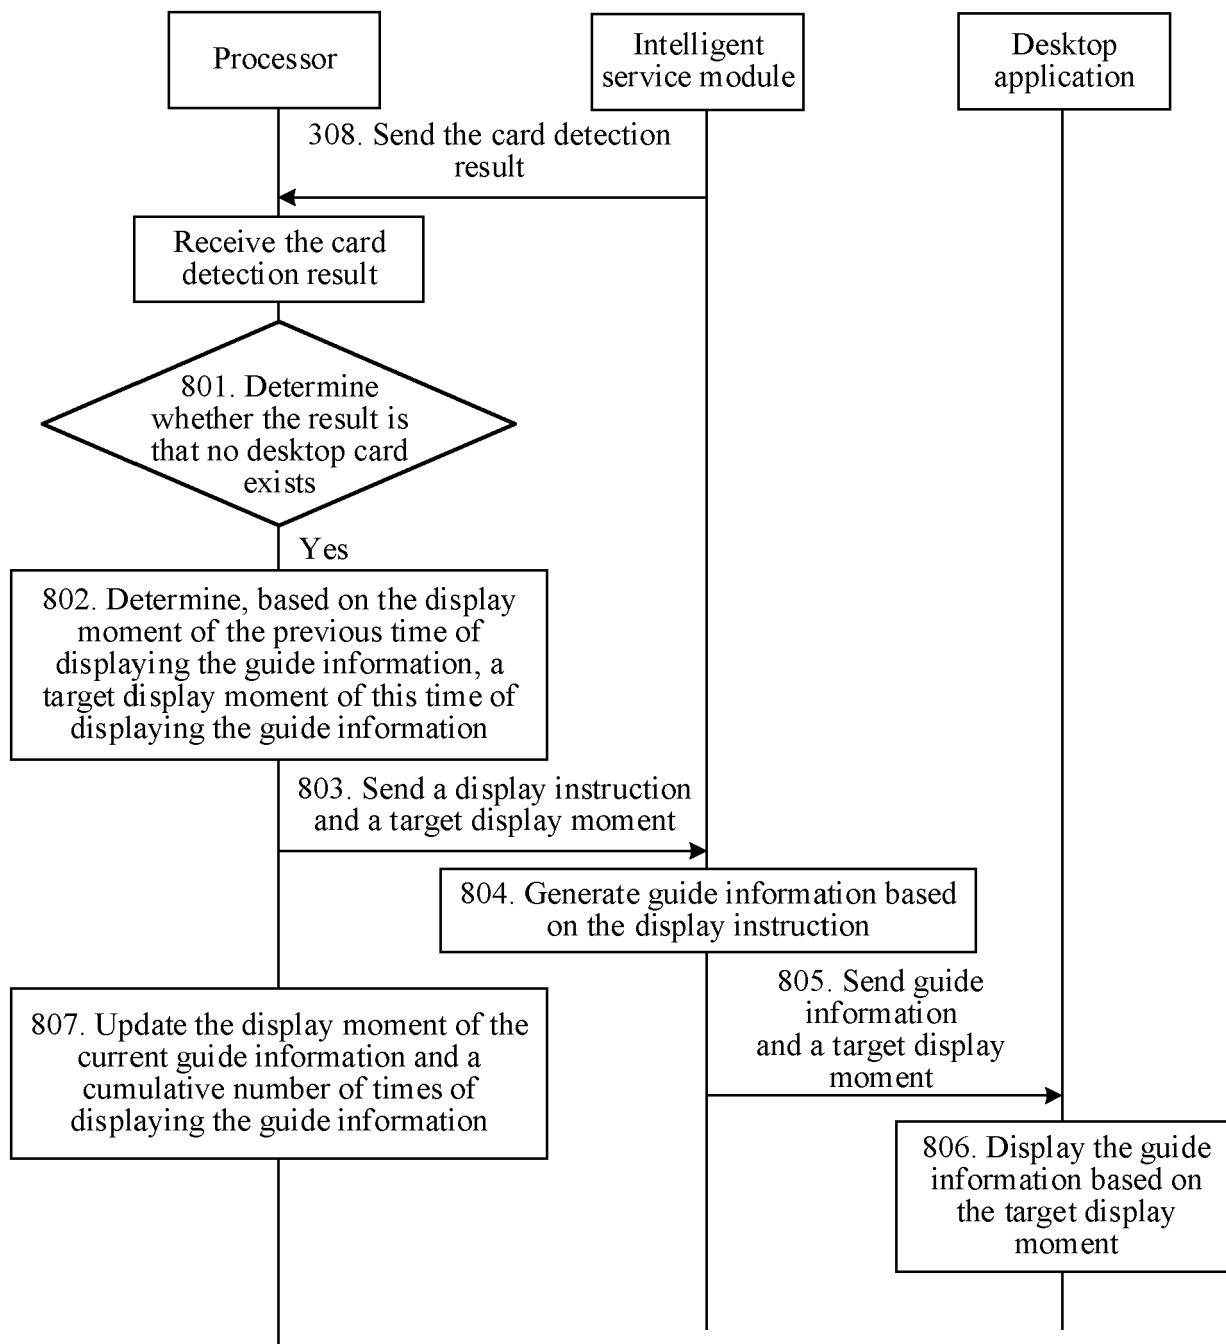 Processor
Intelligent
service module
Desktop
application
308. Send the card detection
result
Receive the card
detection result
801. Determine
whether the result is
that no desktop card
exists
Yes
802. Determine, based on the display
moment of the previous time of
displaying the guide information, a
target display moment of this time of
displaying the guide information
803. Send a display instruction
and a target display moment
804. Generate guide information based
on the display instruction
805. Send guide
information
and a target display
moment
807. Update the display moment of the
current guide information and a
cumulative number of times of
displaying the guide information
806. Display the guide
information based on
the target display
moment